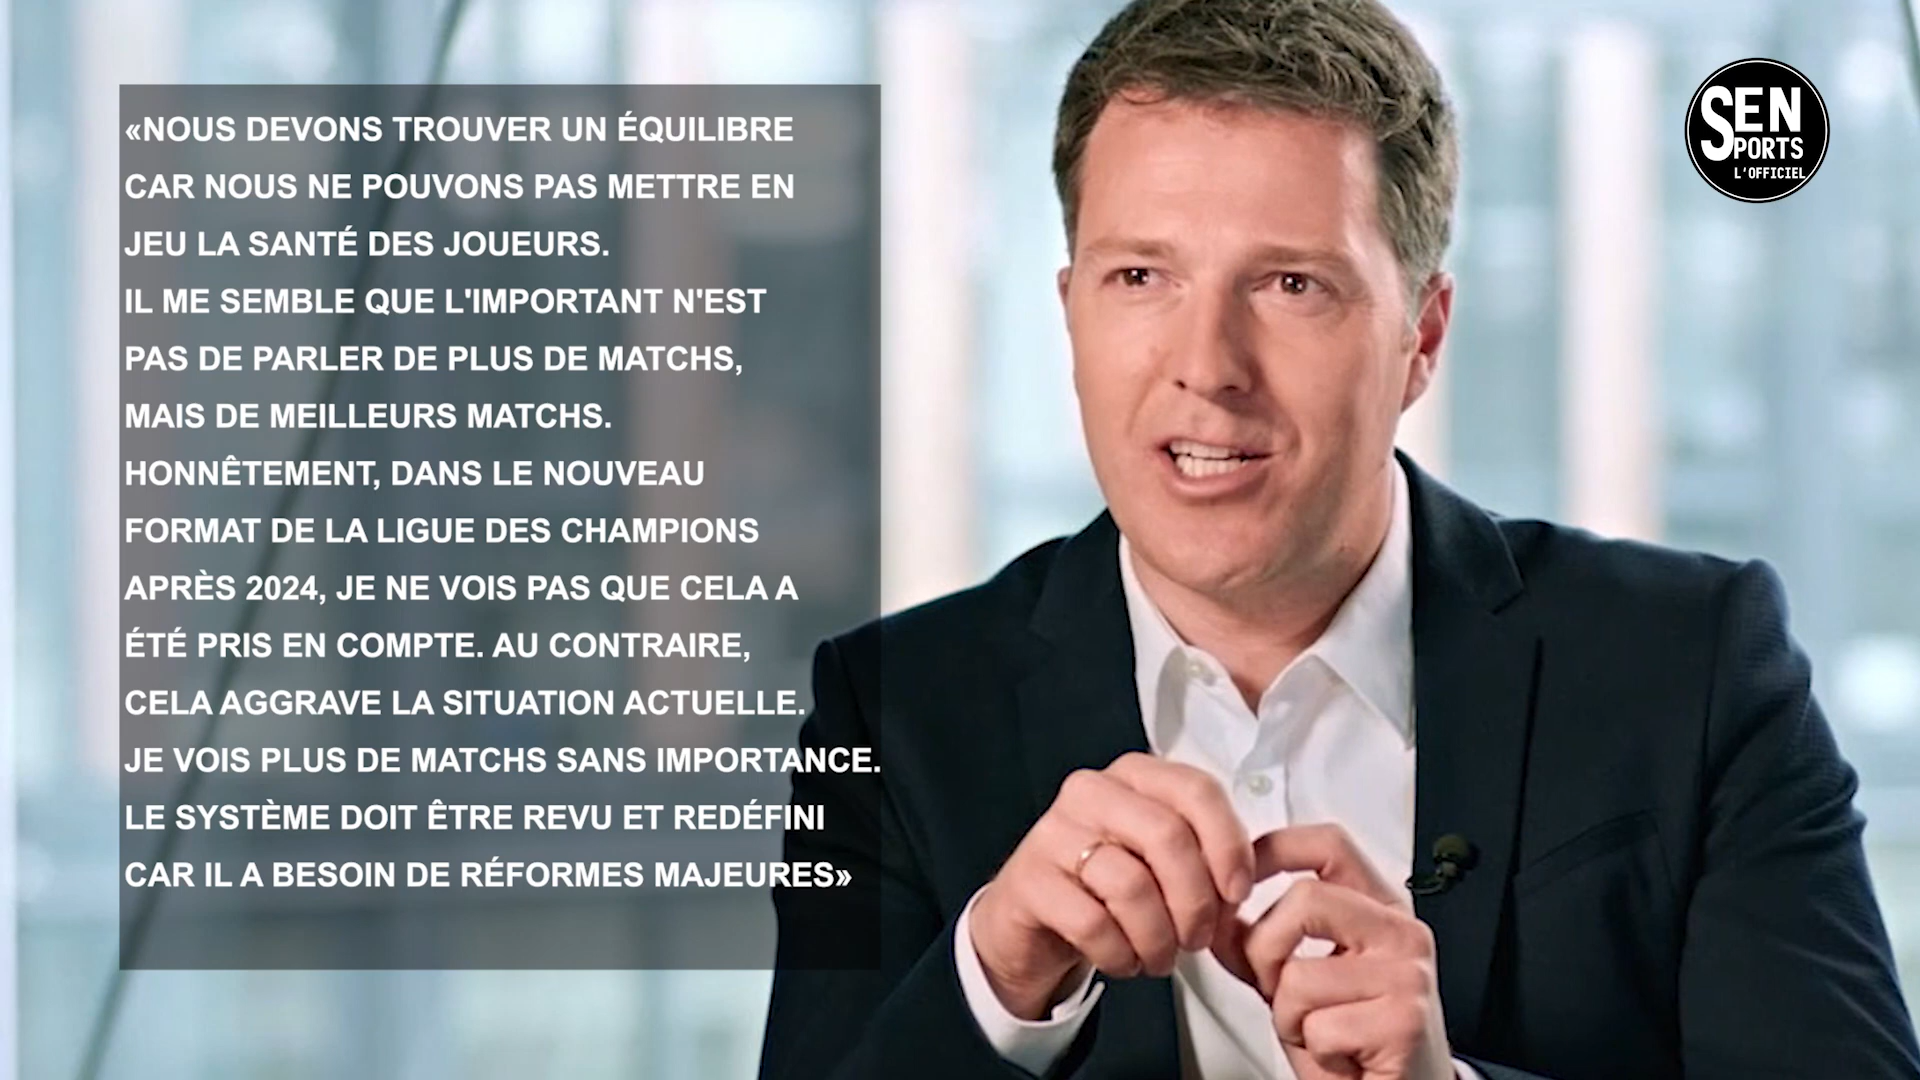 «NOUS DEVONS TROUVER UN ÉQUILIBRE
CAR NOUS NE POUVONS PAS METTRE EN
JEU LA SANTÉ DES JOUEURS.
IL ME SEMBLE QUE L'IMPORTANT N'EST
PAS DE PARLER DE PLUS DE MATCHS,
MAIS DE MEILLEURS MATCHS.
HONNÊTEMENT, DANS LE NOUVEAU
FORMAT DE LA LIGUE DES CHAMPIONS
APRÈS 2024, JE NE VOIS PAS QUE CELA A
ÉTÉ PRIS EN COMPTE. AU CONTRAIRE,
CELA AGGRAVE LA SITUATION ACTUELLE.
JE VOIS PLUS DE MATCHS SANS IMPORTANCE.
LE SYSTÈME DOIT ÊTRE REVU ET REDÉFINI
CAR IL A BESOIN DE RÉFORMES MAJEURES»
SEN
SPORTS
L'OFFICIEL